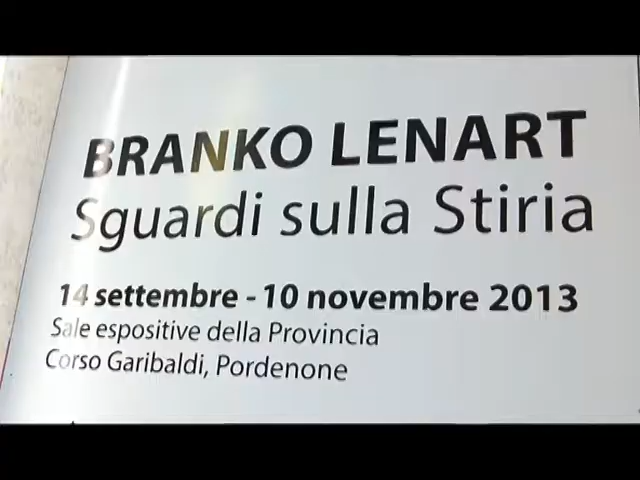 BRANKO LENART
Sguardi sulla Stiria
14 settembre - 10 novembre 2013
Sale espositive della Provincia
Corso Garibaldi, Pordenone